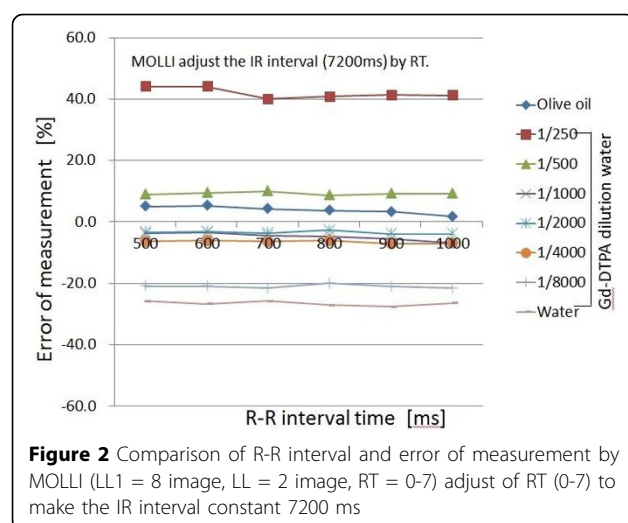 60.0
MOLLI adjust the IR interval (7200ms) by RT.
40.0
20.0
0.0
-20.0
-40.0
-60.0
500 600 700 800 900 1000
Error of measurement [%]
R-R interval time [ms]
Olive oil
1/250
1/500
1/1000
1/2000
1/4000
1/8000
Water
Gd-DTPA dilution water
Figure 2 Comparison of R-R interval and error of measurement by
MOLLI (LL1 = 8 image, LL = 2 image, RT = 0-7) adjust of RT (0-7) to
make the IR interval constant 7200 ms